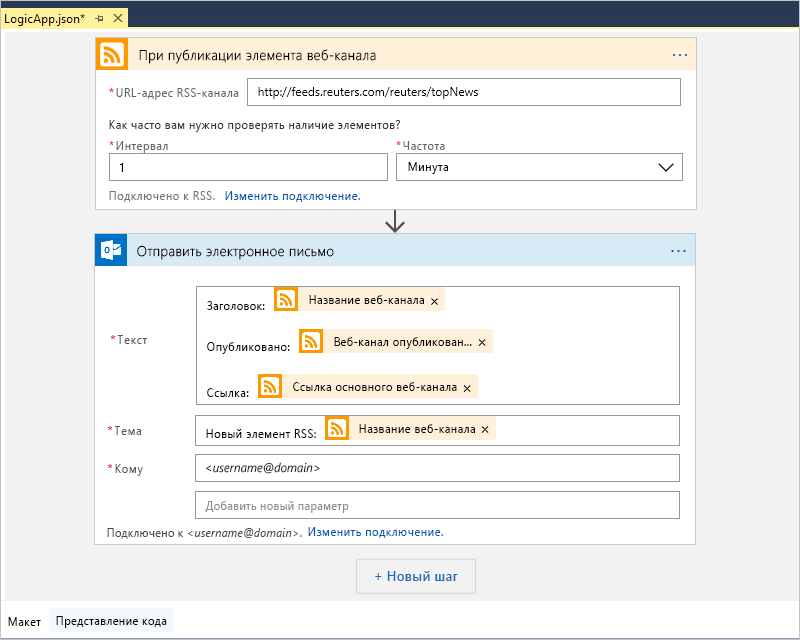 LogicApp.json*
При публикации элемента веб-канала
*URL-адрес RSS-канала http://feeds.reuters.com/reuters/topNews
Как часто вам нужно проверять наличие элементов?
*Интервал *Частота
1 Минута
Подключено к RSS. Изменить подключение.
Отправить электронное письмо
Заголовок: Название веб-канала ×
*Текст
Опубликовано: Веб-канал опубликован... ×
Ссылка: Ссылка основного веб-канала ×
*Тема Новый элемент RSS: Название веб-канала ×
*Кому <username@domain>
Добавить новый параметр
Подключено к <username@domain>. Изменить подключение.
+ Новый шаг
Макет Представление кода